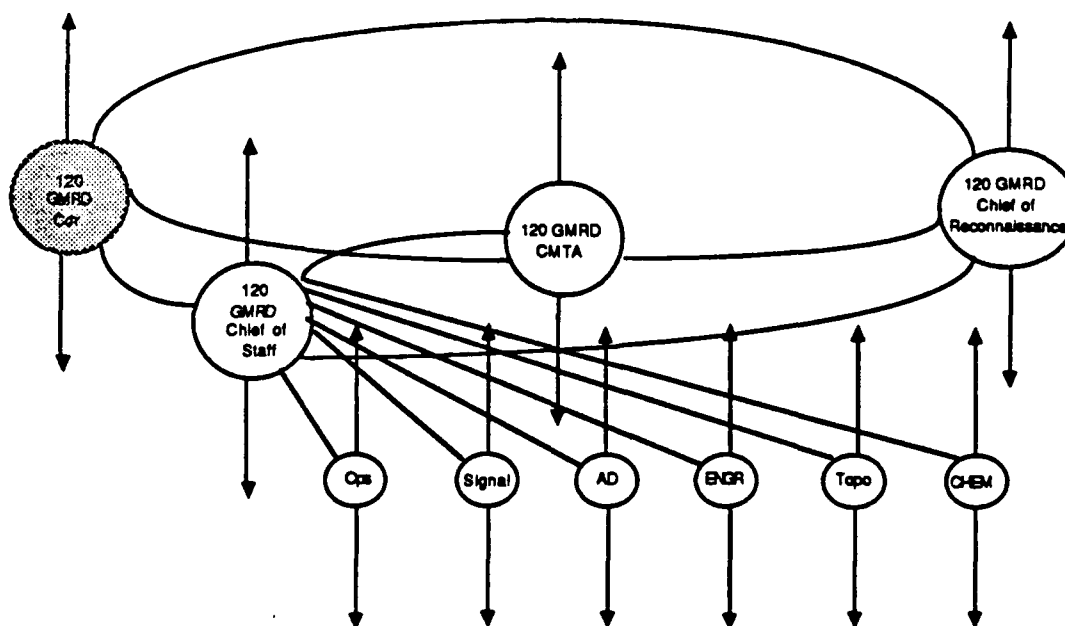 120
GMRD
Cdr
120
GMRD
Chief of
Staff
120 GMRD
CMTA
120 GMRD
Chief of
Reconnaissance
Ops
Signal
AD
ENGR
Topo
CHEM